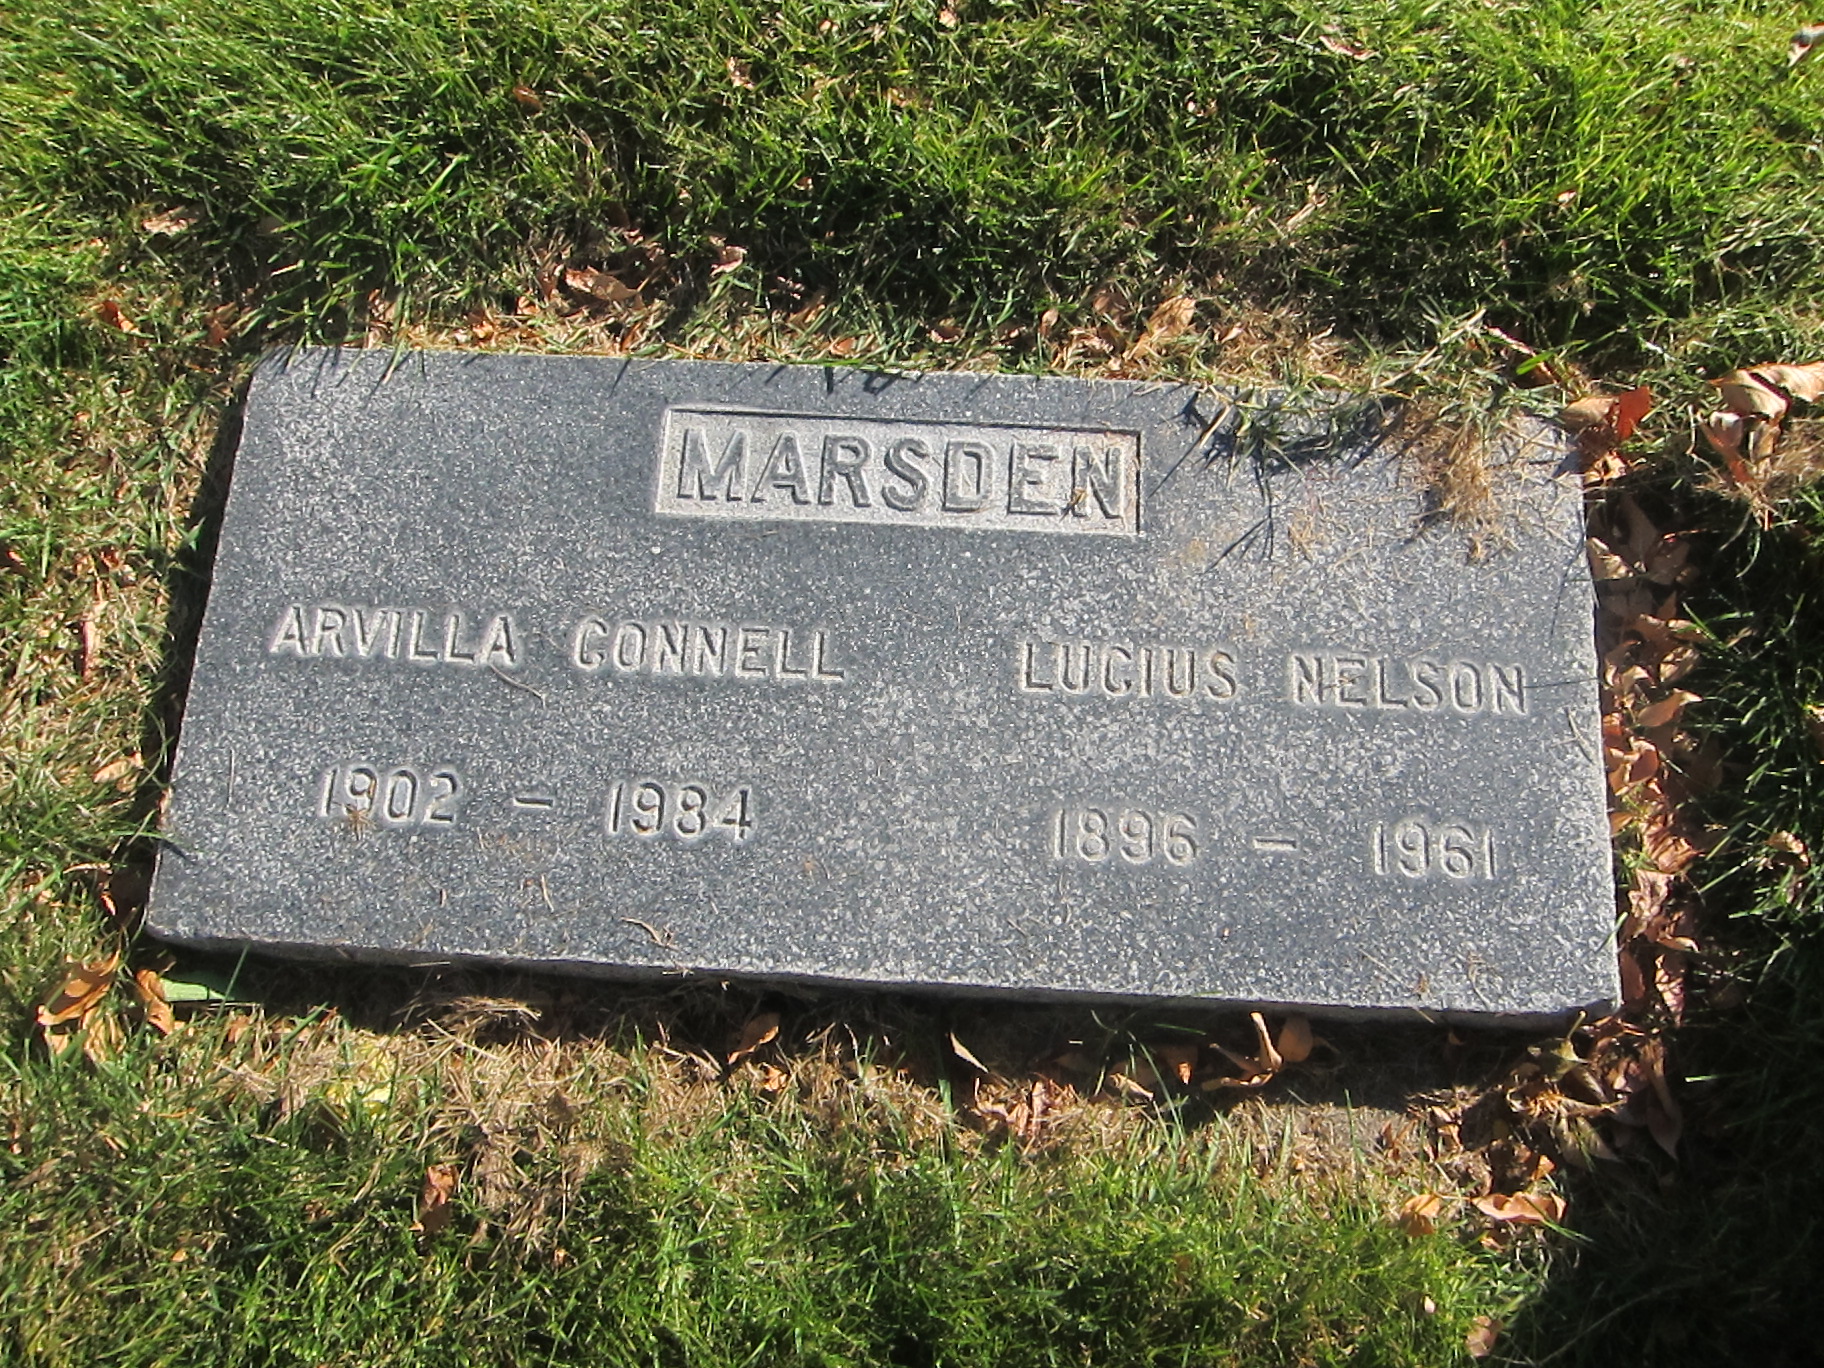 MARSDEN
ARVILLA CONNELL
1902 - 1984
LUCIUS NELSON
1896 - 1961